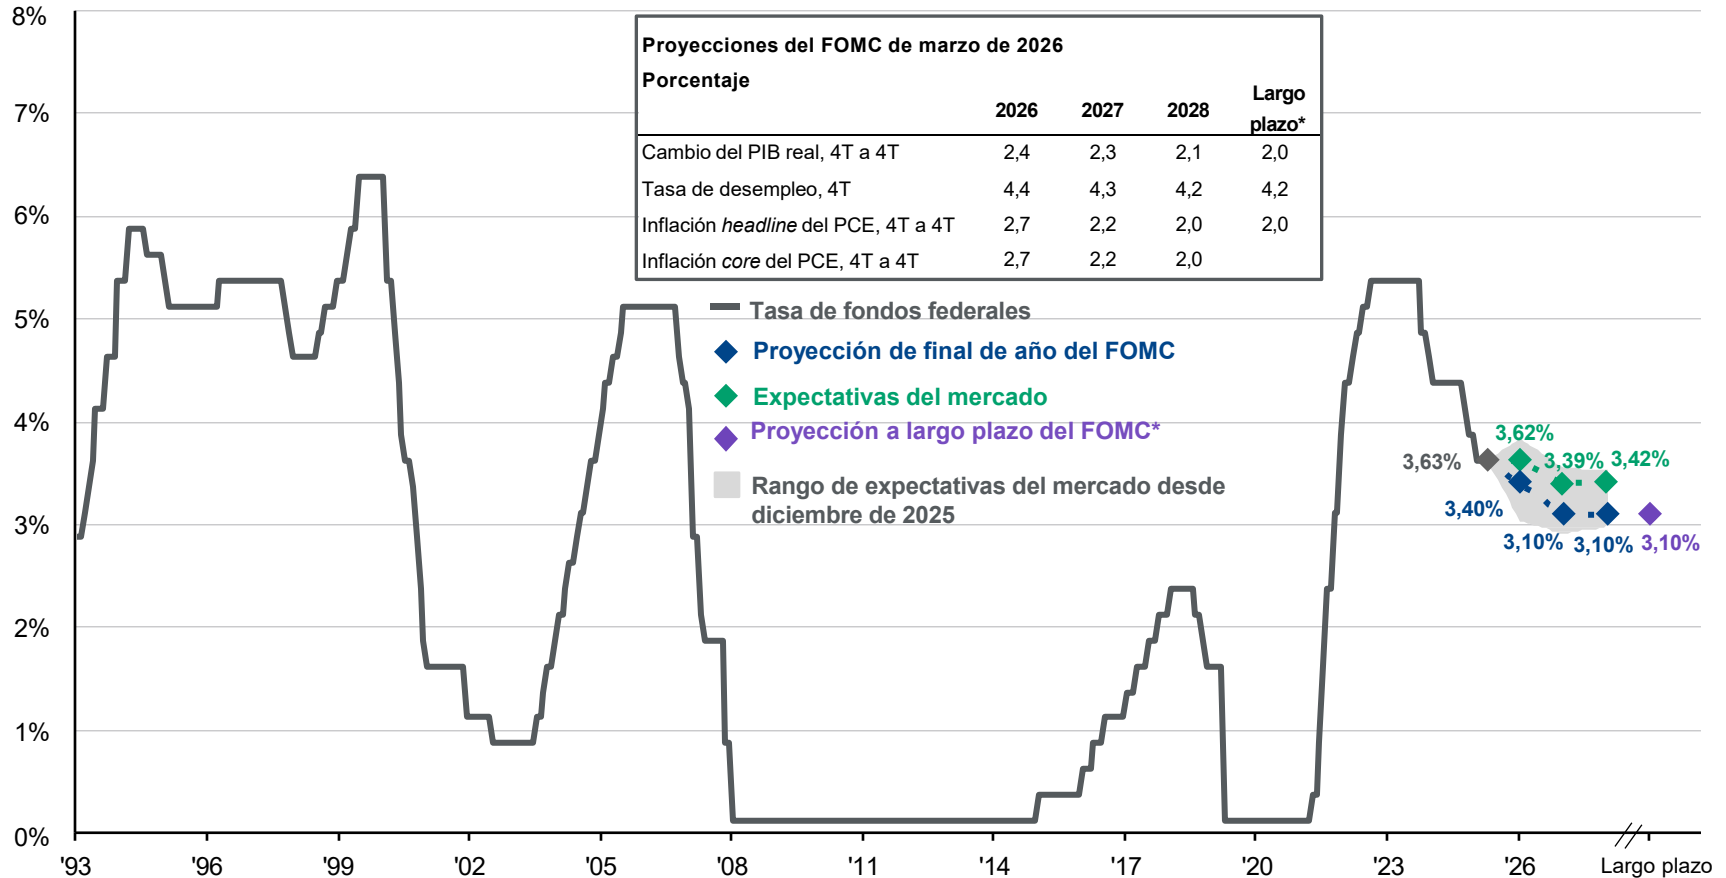 8%
7%
6%
5%
4%
3%
2%
1%
0%
Proyecciones del FOMC de marzo de 2026
Porcentaje
2026 2027 2028 Largo plazo*
Cambio del PIB real, 4T a 4T 2,4 2,3 2,1 2,0
Tasa de desempleo, 4T 4,4 4,3 4,2 4,2
Inflación headline del PCE, 4T a 4T 2,7 2,2 2,0 2,0
Inflación core del PCE, 4T a 4T 2,7 2,2 2,0
Tasa de fondos federales
Proyección de final de año del FOMC
Expectativas del mercado
Proyección a largo plazo del FOMC*
Rango de expectativas del mercado desde
diciembre de 2025
3,62%
3,63% 3,39% 3,42%
3,40%
3,10% 3,10% 3,10%
'93 '96 '99 '02 '05 '08 '11 '14 '17 '20 '23 '26 Largo plazo